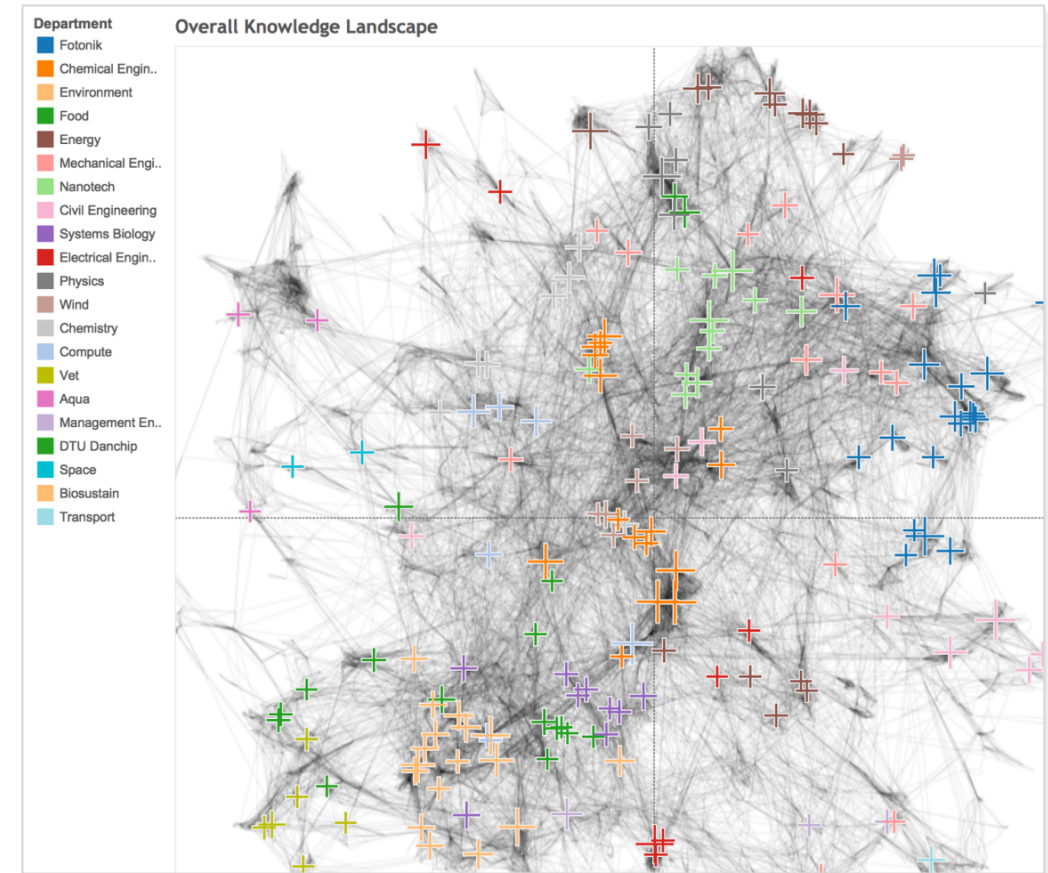 Department
Overall Knowledge Landscape
Fotonik
Chemical Engin..
Environment
Food
Energy
Mechanical Engi..
Nanotech
Civil Engineering
Systems Biology
Electrical Engin..
Physics
Wind
Chemistry
Compute
Vet
Aqua
Management En..
DTU Danchip
Space
Biosustain
Transport